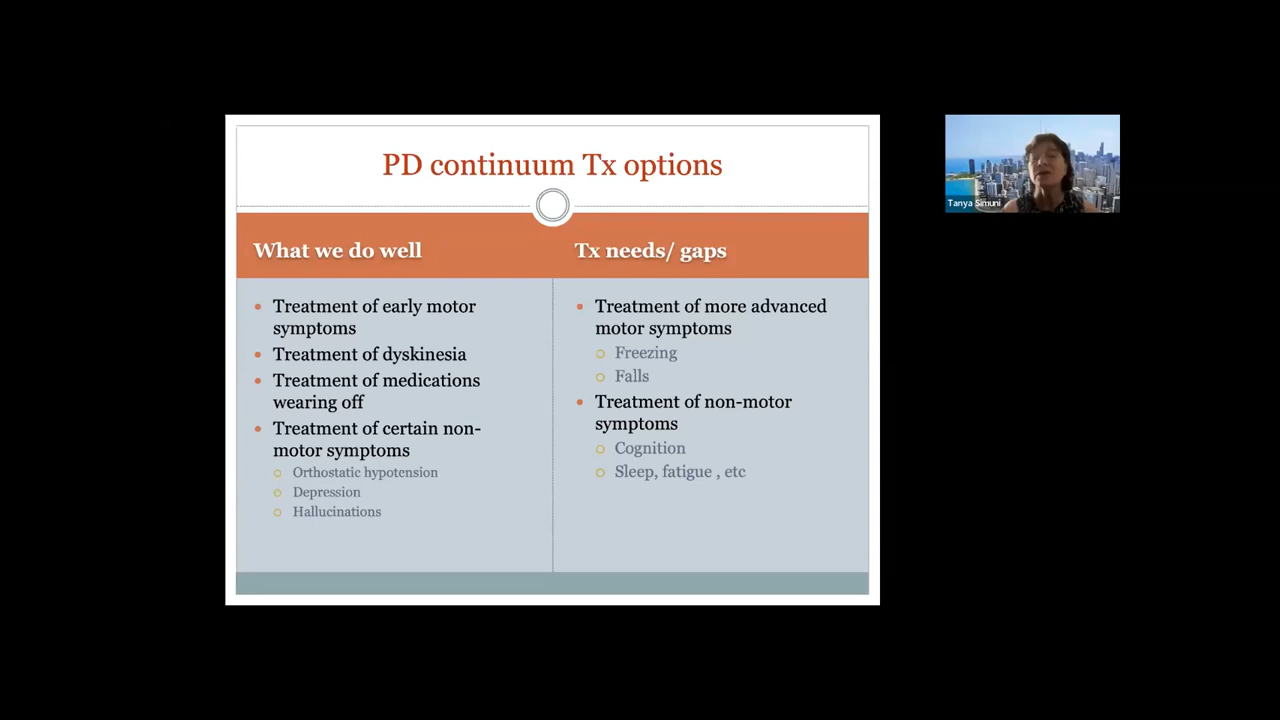 PD continuum Tx options
What we do well
Treatment of early motor
symptoms
Treatment of dyskinesia
Treatment of medications
wearing off
Treatment of certain non-
motor symptoms
Orthostatic hypotension
Depression
Hallucinations
Tx needs/ gaps
Treatment of more advanced
motor symptoms
Freezing
Falls
Treatment of non-motor
symptoms
Cognition
Sleep, fatigue , etc
Tanya Simuni